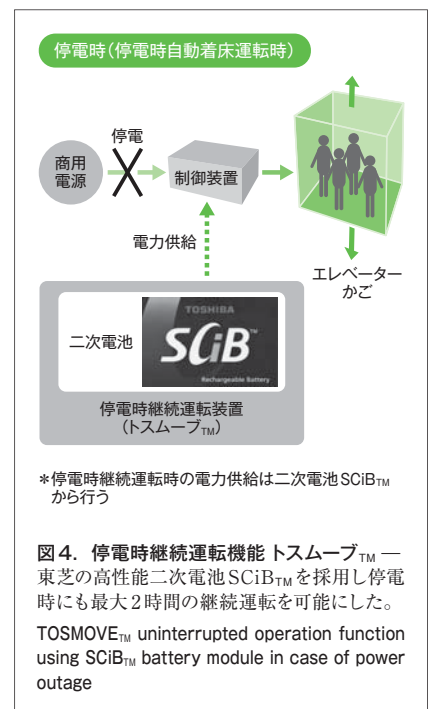 停電時(停電時自動着床運転時)
停電
商用
電源
制御装置
電力供給
エレベーター
かご
二次電池
TOSHIBA
SCiB™
Rechargeable Battery
停電時継続運転装置
(トスムーブTM)
*停電時継続運転時の電力供給は二次電池SCiBTM
から行う
図4. 停電時継続運転機能 トスムーブTM —
東芝の高性能二次電池SCiBTMを採用し停電
時にも最大2時間の継続運転を可能にした。
TOSMOVETM uninterrupted operation function
using SCiBTM battery module in case of power
outage